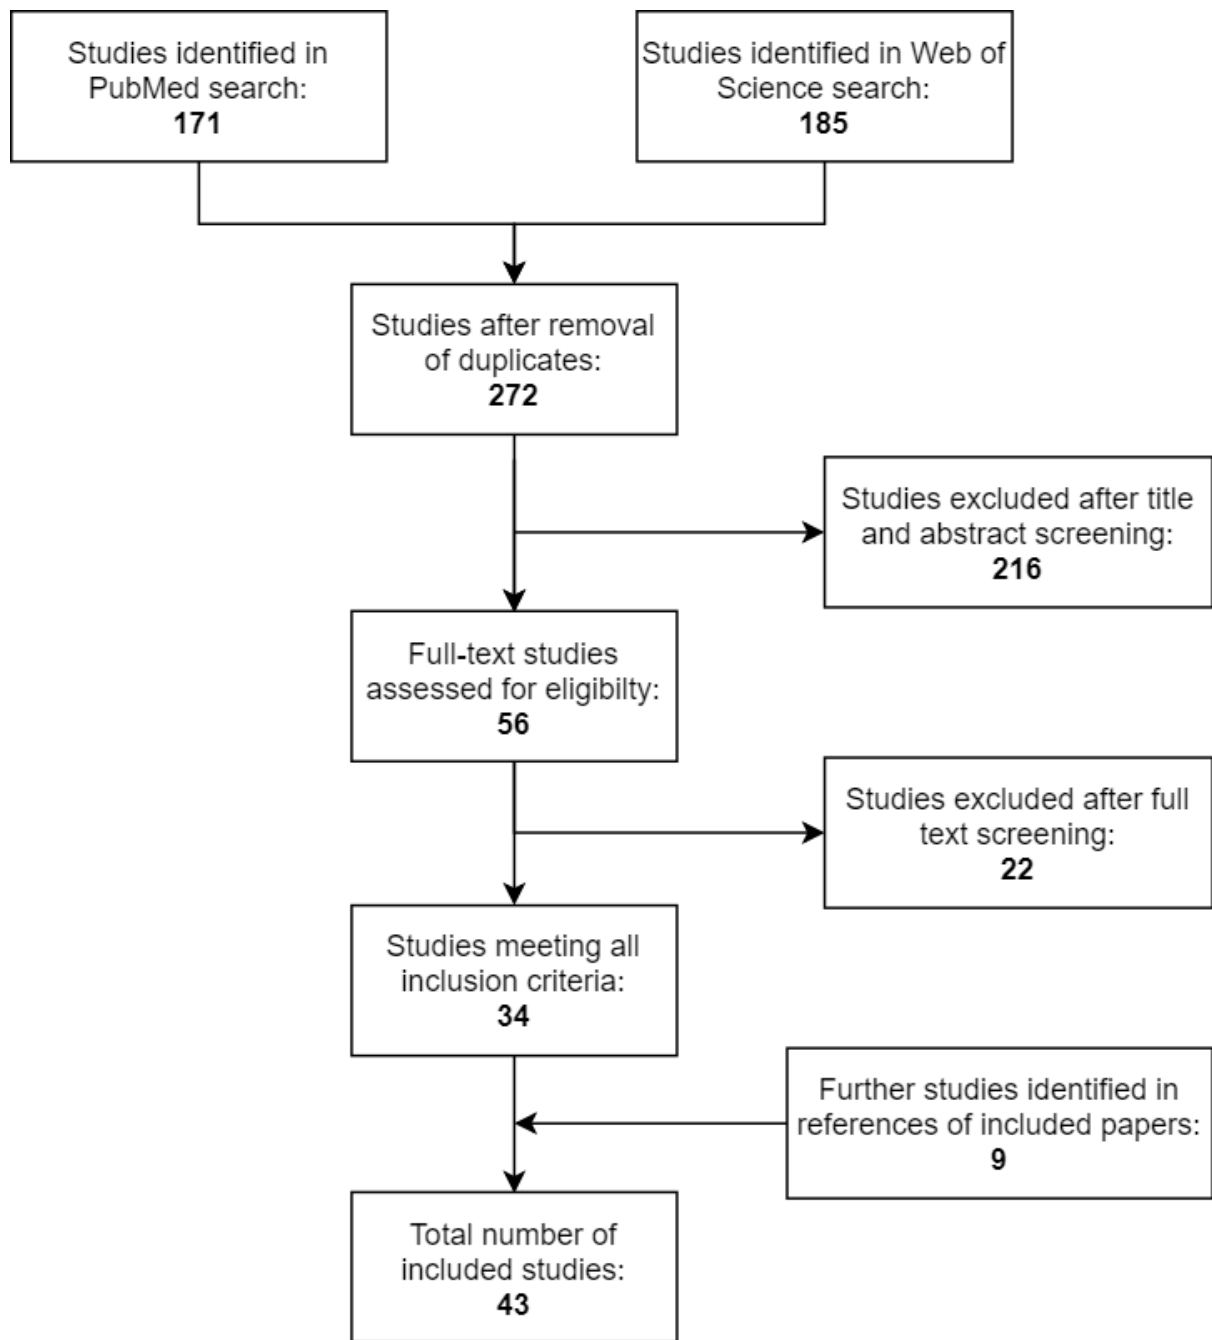 Studies identified in
PubMed search:
171
Studies identified in Web of
Science search:
185
Studies after removal
of duplicates:
272
Studies excluded after title
and abstract screening:
216
Full-text studies
assessed for eligibilty:
56
Studies excluded after full
text screening:
22
Studies meeting all
inclusion criteria:
34
Further studies identified in
references of included papers:
9
Total number of
included studies:
43